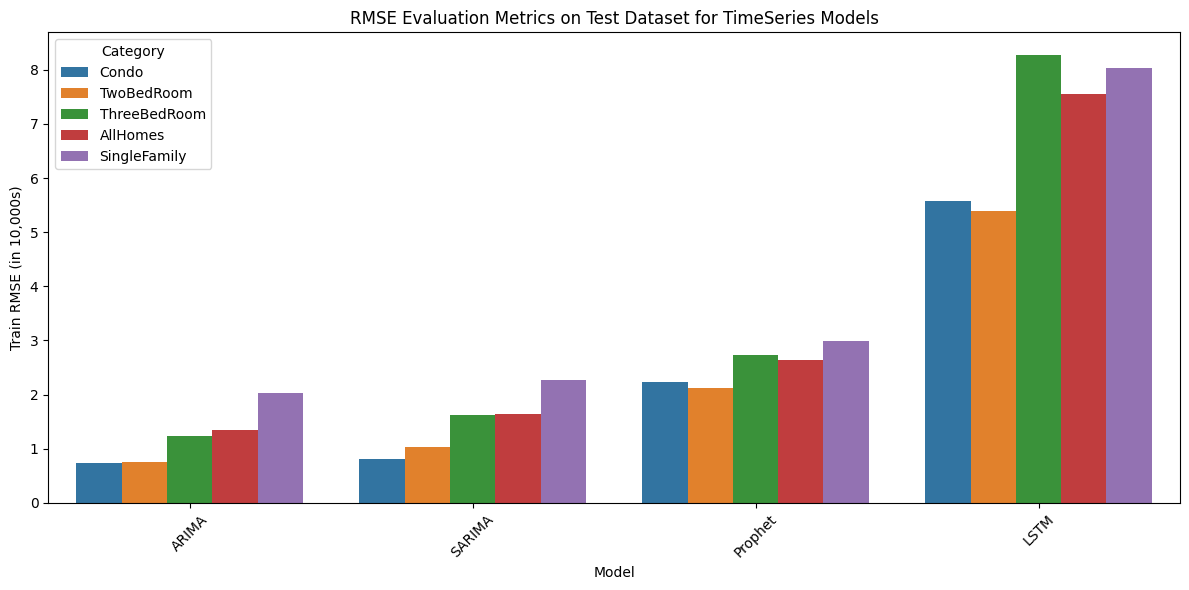 RMSE Evaluation Metrics on Test Dataset for TimeSeries Models
Category
Condo
TwoBedRoom
ThreeBedRoom
AllHomes
SingleFamily
Train RMSE (in 10,000s)
8
7
6
5
4
3
2
1
0
ARIMA
SARIMA
Prophet
LSTM
Model